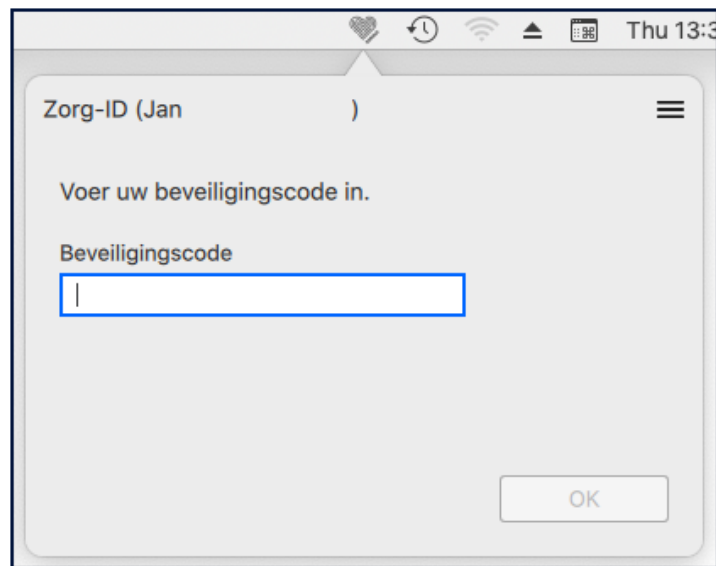 Thu 13:3
Zorg-ID (Jan )
Voer uw beveiligingscode in.
Beveiligingscode
OK